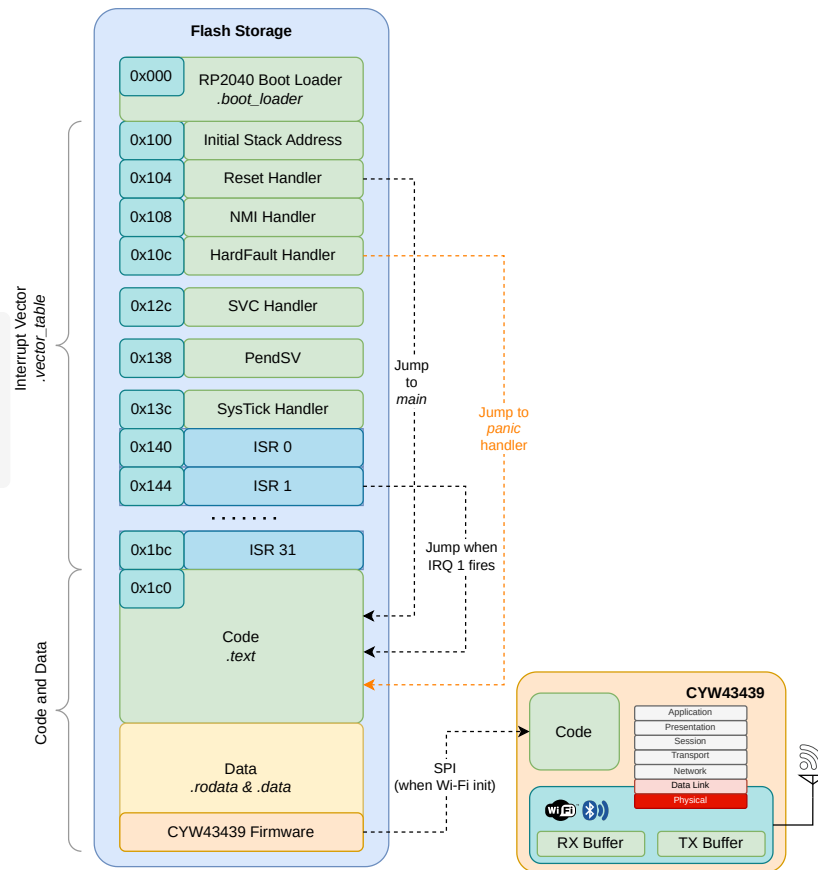 Flash Storage
0x000
RP2040 Boot Loader
.boot_loader
0x100
Initial Stack Address
0x104
Reset Handler
0x108
NMI Handler
0x10c
HardFault Handler
0x12c
SVC Handler
0x138
PendSV
0x13c
SysTick Handler
0x140
ISR 0
0x144
ISR 1
. . . . . . .
0x1bc
ISR 31
0x1c0
Code
.text
Data
.rodata & .data
CYW43439 Firmware
Interrupt Vector
.vector_table
Code and Data
Jump
to
main
Jump to
panic
handler
Jump when
IRQ 1 fires
SPI
(when Wi-Fi init)
CYW43439
Code
Application
Presentation
Session
Transport
Network
Data Link
Physical
Wi Fi
RX Buffer
TX Buffer